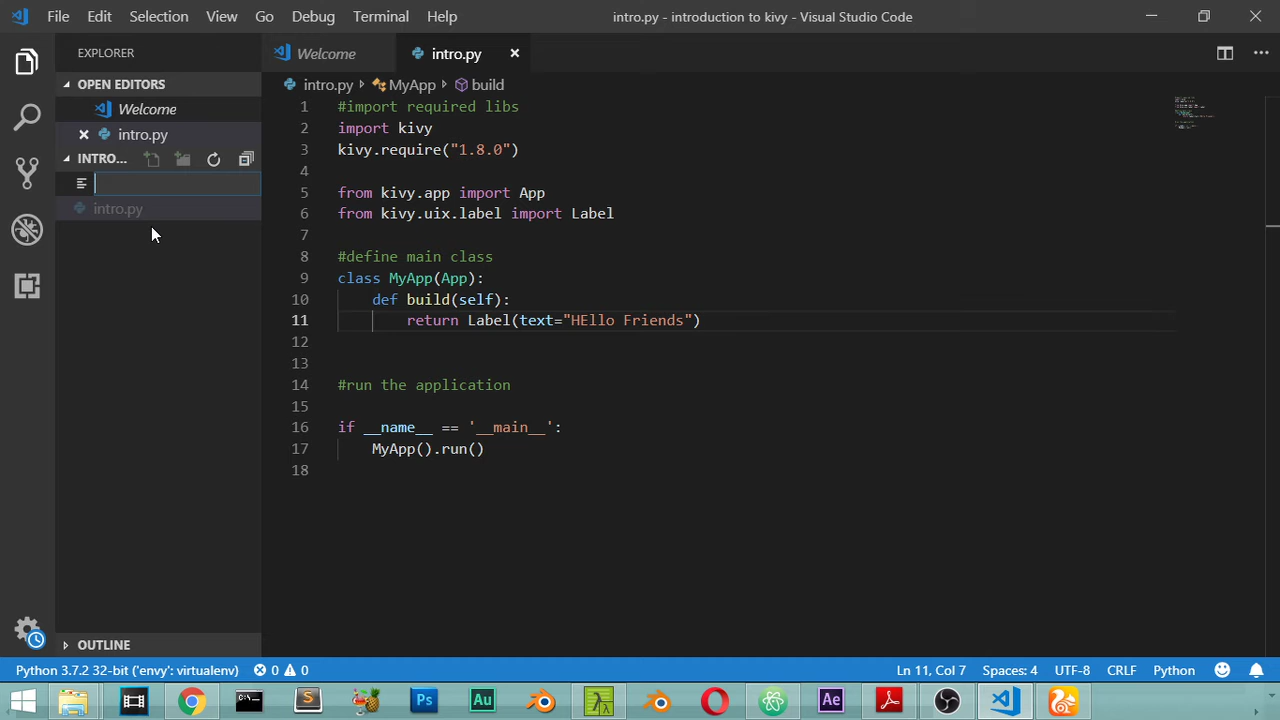 File Edit Selection View Go Debug Terminal Help
intro.py - introduction to kivy - Visual Studio Code
EXPLORER
Welcome
intro.py
OPEN EDITORS
Welcome
intro.py
INTRO...
intro.py
OUTLINE
intro.py MyApp build
1 #import required libs
2 import kivy
3 kivy.require("1.8.0")
4
5 from kivy.app import App
6 from kivy.uix.label import Label
7
8 #define main class
9 class MyApp(App):
10 def build(self):
11 return Label(text="HEllo Friends")
12
13
14 #run the application
15
16 if __name__ == '__main__':
17 MyApp().run()
18
Python 3.7.2 32-bit ('envy': virtualenv) 0 0
Ln 11, Col 7 Spaces: 4 UTF-8 CRLF Python
Ps Au Ae